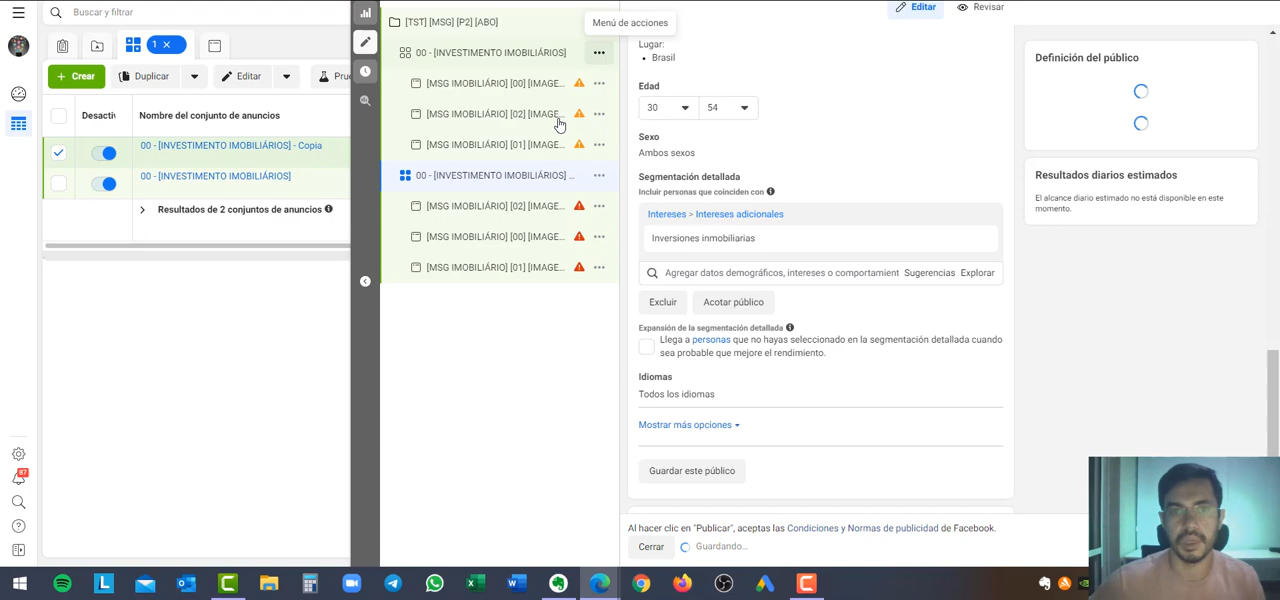 Buscar y filtrar
1 ×
+ Crear
Duplicar
Editar
Prue
Desactiv
Nombre del conjunto de anuncios
00 - [INVESTIMENTO IMOBILIÁRIOS] - Copia
00 - [INVESTIMENTO IMOBILIÁRIOS]
Resultados de 2 conjuntos de anuncios
87
[TST] [MSG] [P2] [ABO]
Menú de acciones
00 - [INVESTIMENTO IMOBILIÁRIOS]
[MSG IMOBILIÁRIO] [00] [IMAGE...
[MSG IMOBILIÁRIO] [02] [IMAGE...
[MSG IMOBILIÁRIO] [01] [IMAGE...
00 - [INVESTIMENTO IMOBILIÁRIOS] ...
[MSG IMOBILIÁRIO] [02] [IMAGE...
[MSG IMOBILIÁRIO] [00] [IMAGE...
[MSG IMOBILIÁRIO] [01] [IMAGE...
Editar
Revisar
Lugar:
• Brasil
Edad
30
54
Sexo
Ambos sexos
Segmentación detallada
Incluir personas que coinciden con
Intereses > Intereses adicionales
Inversiones inmobiliarias
Agregar datos demográficos, intereses o comportamient
Sugerencias
Explorar
Excluir
Acotar público
Expansión de la segmentación detallada
Llega a personas que no hayas seleccionado en la segmentación detallada cuando
sea probable que mejore el rendimiento.
Idiomas
Todos los idiomas
Mostrar más opciones
Guardar este público
Al hacer clic en "Publicar", aceptas las Condiciones y Normas de publicidad de Facebook.
Cerrar
Guardando...
Definición del público
Resultados diarios estimados
El alcance diario estimado no está disponible en este
momento.